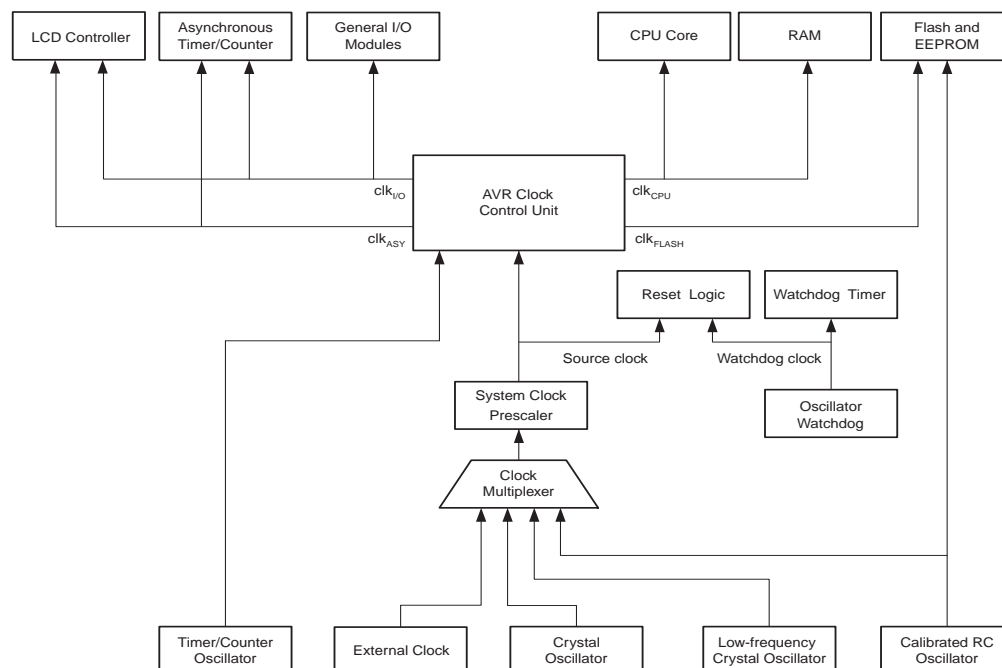 LCD Controller
Asynchronous
Timer/Counter
General I/O
Modules
CPU Core
RAM
Flash and
EEPROM
clkI/O
AVR Clock
Control Unit
clkCPU
clkASY
clkFLASH
Reset Logic
Watchdog Timer
Source clock
Watchdog clock
System Clock
Prescaler
Oscillator
Watchdog
Clock
Multiplexer
Timer/Counter
Oscillator
External Clock
Crystal
Oscillator
Low-frequency
Crystal Oscillator
Calibrated RC
Oscillator